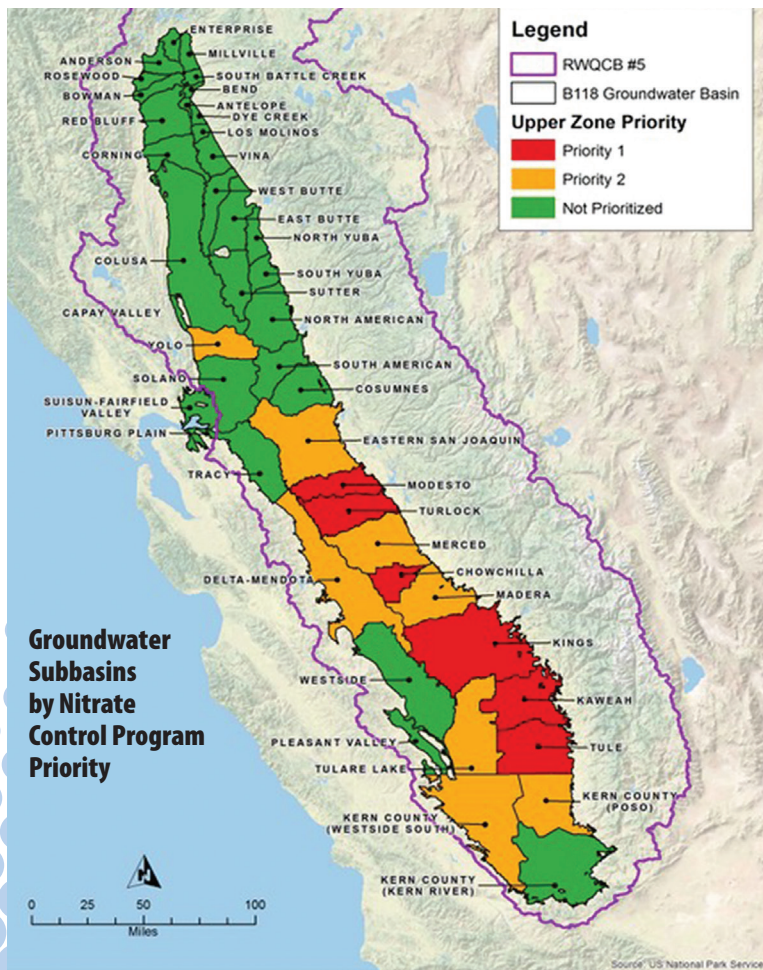 ENTERPRISE
MILLVILLE
ANDERSON
ROSEWOOD
SOUTH BATTLE CREEK
BOWMAN
BEND
ANTELOPE
RED BLUFF
DYE CREEK
LOS MOLINOS
CORNING
VINA
WEST BUTTE
EAST BUTTE
NORTH YUBA
COLUSA
SOUTH YUBA
SUTTER
CAPAY VALLEY
NORTH AMERICAN
YOLO
SOUTH AMERICAN
SOLANO
COSUMNES
SUISUN-FAIRFIELD
VALLEY
PITTSBURG PLAIN
EASTERN SAN JOAQUIN
TRACY
MODESTO
TURLOCK
MERCED
CHOWCHILLA
DELTA-MENDOTA
MADERA
KINGS
WESTSIDE
KAWEAH
PLEASANT VALLEY
TULE
TULARE LAKE
KERN COUNTY
(POSO)
KERN COUNTY
(WESTSIDE SOUTH)
KERN COUNTY
(KERN RIVER)
Legend
RWQCB #5
B118 Groundwater Basin
Upper Zone Priority
Priority 1
Priority 2
Not Prioritized
Groundwater
Subbasins
by Nitrate
Control Program
Priority
N
0 25 50 100
Miles
Source: US National Park Service